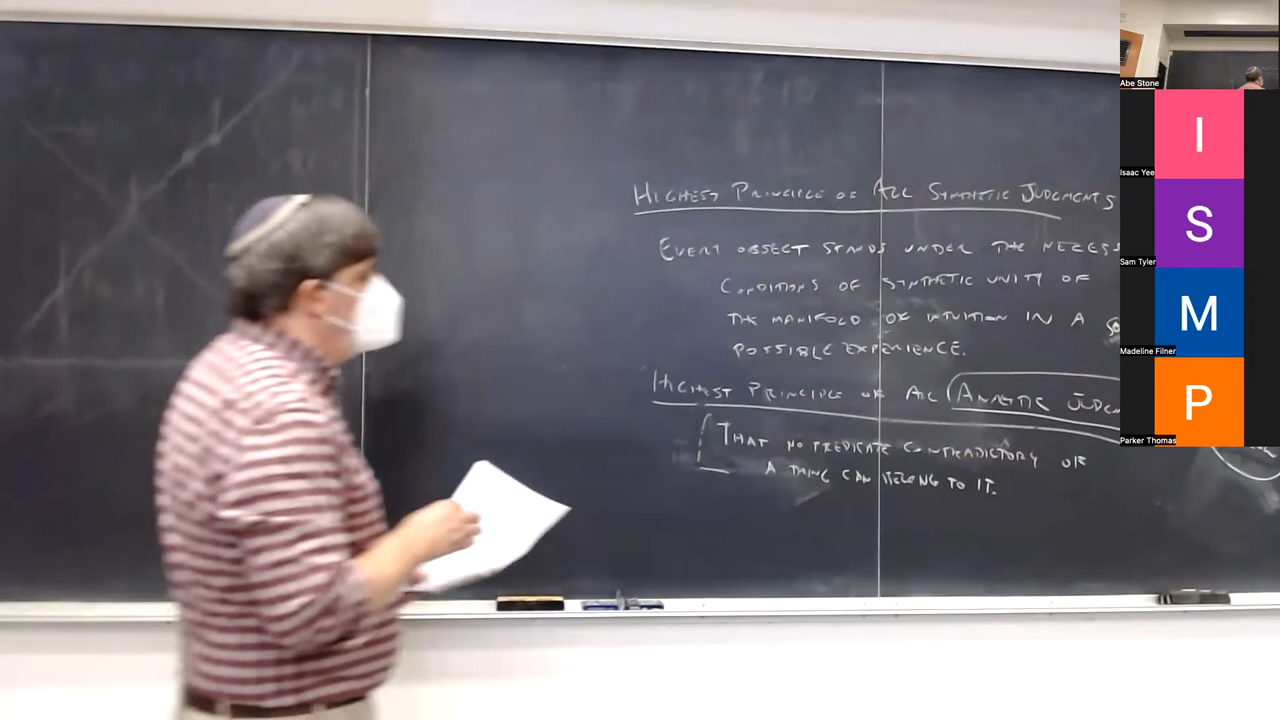 HIGHEST PRINCIPLE OF ALL SYNTHETIC JUDGMENTS
EVERY OBJECT STANDS UNDER THE NECESS
CONDITIONS OF SYNTHETIC UNITY OF
THE MANIFOLD OF INTUITION IN A
POSSIBLE EXPERIENCE.
HIGHEST PRINCIPLE OF ALL ANALYTIC JUDGM
THAT NO PREDICATE CONTRADICTORY OF
A THING CAN BELONG TO IT.
Abe Stone
I
Isaac Yee
S
Sam Tyler
M
Madeline Filner
P
Parker Thomas